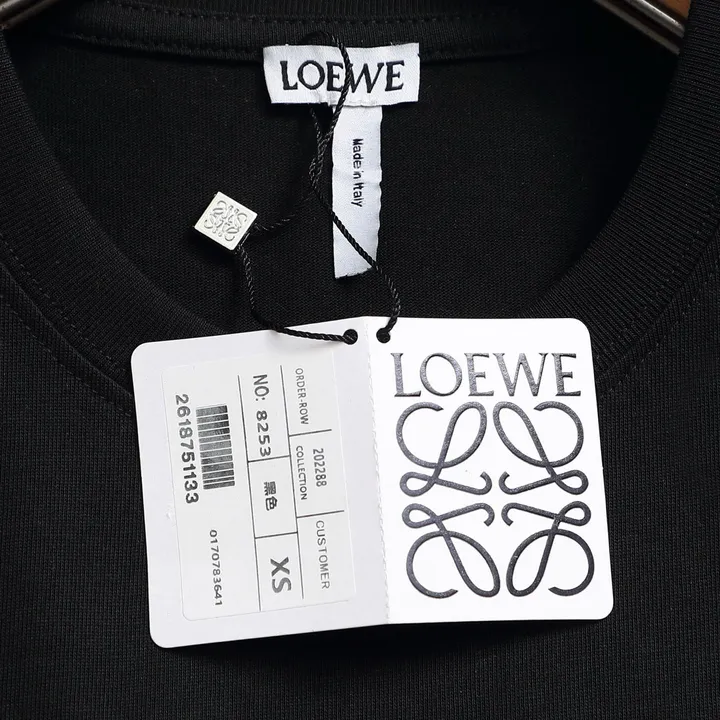 LOEWE
Made in Italy
LOEWE
ORDER-ROW
202288
COLLECTION
CUSTOMER
NO: 8253
黑色
XS
2618751133
0170783641